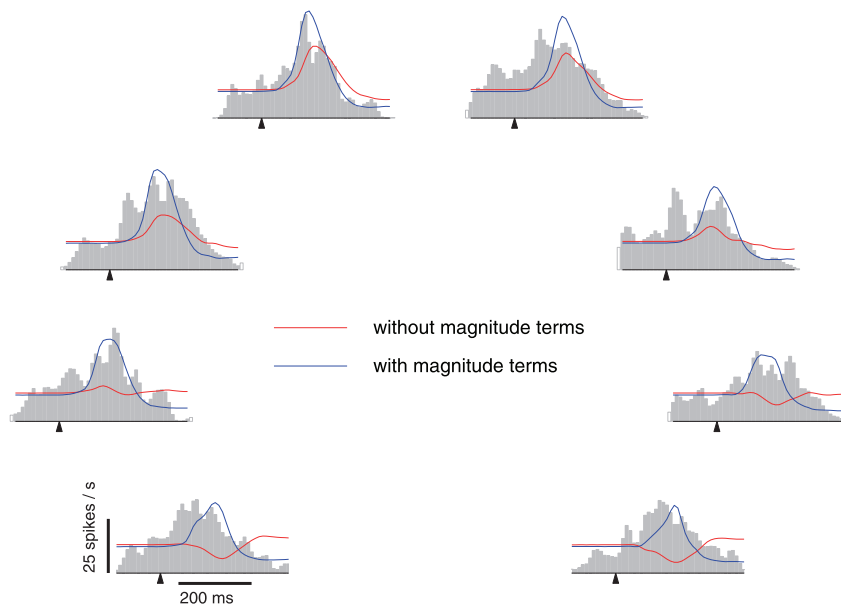 without magnitude terms
with magnitude terms
25 spikes / s
200 ms